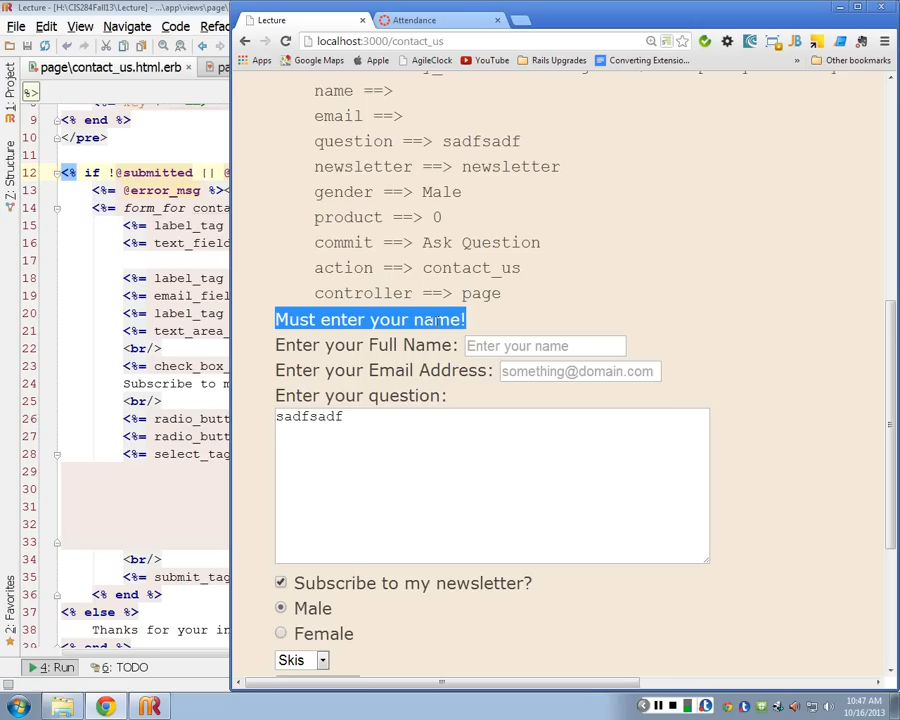 Lecture - [H:\CIS284Fall13\...] - ...\app\views\page
File Edit View Navigate Code
page\contact_us.html.erb
%>
1: Project
7: Structure
2: Favorites
9 <% end %>
10 </pre>
11
12 <% if !@submitted || @
13 <%= @error_msg %><
14 <%= form_for conta
15 <%= label_tag
16 <%= text_field
17
18 <%= label_tag
19 <%= email_fiel
20 <%= label_tag
21 <%= text_area_
22 <br/>
23 <%= check_box_
24 Subscribe to m
25 <br/>
26 <%= radio_butt
27 <%= radio_butt
28 <%= select_tag
29
30
31
32
33
34 <br/>
35 <%= submit_tag
36 <% end %>
37 <% else %>
38 Thanks for your in
39 <% end %>
4: Run 6: TODO
Lecture Attendance
localhost:3000/contact_us
Apps Google Maps Apple AgileClock YouTube Rails Upgrades Converting Extensio... » Other bookmarks
name ==>
email ==>
question ==> sadfsadf
newsletter ==> newsletter
gender ==> Male
product ==> 0
commit ==> Ask Question
action ==> contact_us
controller ==> page
Must enter your name!
Enter your Full Name: Enter your name
Enter your Email Address: something@domain.com
Enter your question:
sadfsadf
Subscribe to my newsletter?
Male
Female
Skis
10:47 AM
10/16/2013